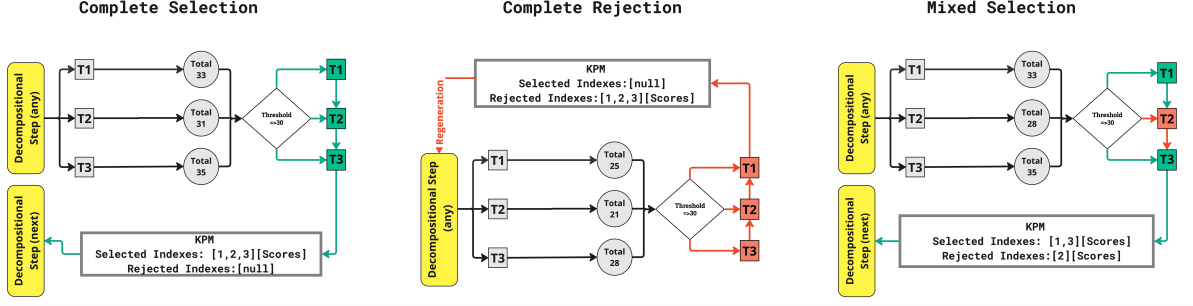 Complete Selection
Decompositional
Step (any)
T1
T2
T3
Total
33
Total
31
Total
35
Threshold
=>30
T1
T2
T3
Decompositional
Step (next)
KPM
Selected Indexes: [1,2,3][Scores]
Rejected Indexes:[null]
Complete Rejection
KPM
Selected Indexes:[null]
Rejected Indexes:[1,2,3][Scores]
Regeneration
Decompositional Step
(any)
T1
T2
T3
Total
25
Total
21
Total
28
Threshold
=>30
T1
T2
T3
Mixed Selection
Decompositional
Step (any)
T1
T2
T3
Total
33
Total
28
Total
35
Threshold
=>30
T1
T2
T3
Decompositional
Step (next)
KPM
Selected Indexes: [1,3][Scores]
Rejected Indexes:[2][Scores]